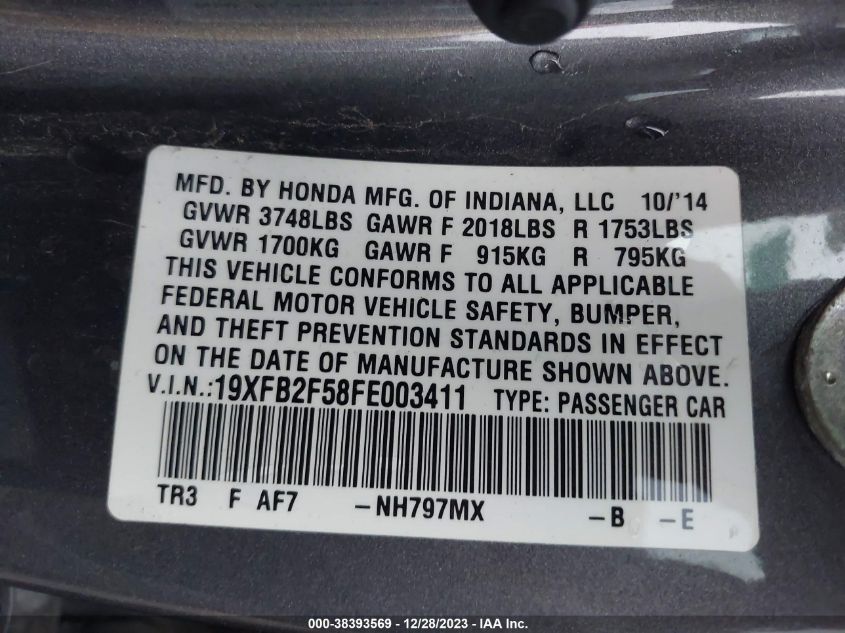 MFD. BY HONDA MFG. OF INDIANA, LLC 10/'14
GVWR 3748LBS GAWR F 2018LBS R 1753LBS
GVWR 1700KG GAWR F 915KG R 795KG
THIS VEHICLE CONFORMS TO ALL APPLICABLE
FEDERAL MOTOR VEHICLE SAFETY, BUMPER,
AND THEFT PREVENTION STANDARDS IN EFFECT
ON THE DATE OF MANUFACTURE SHOWN ABOVE.
V.I.N.:19XFB2F58FE003411 TYPE: PASSENGER CAR
TR3 F AF7 -NH797MX -B -E
000-38393569 - 12/28/2023 - IAA Inc.